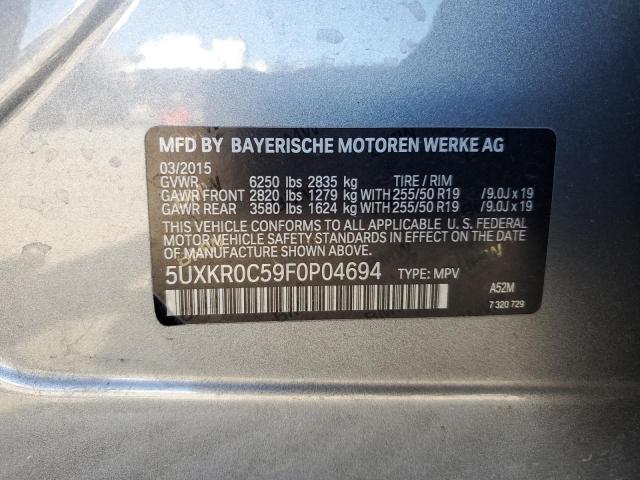 MFD BY BAYERISCHE MOTOREN WERKE AG
03/2015
GVWR 6250 lbs 2835 kg TIRE / RIM
GAWR FRONT 2820 lbs 1279 kg WITH 255/50 R19 /9.0J x 19
GAWR REAR 3580 lbs 1624 kg WITH 255/50 R19 /9.0J x 19
THIS VEHICLE CONFORMS TO ALL APPLICABLE U. S. FEDERAL
MOTOR VEHICLE SAFETY STANDARDS IN EFFECT ON THE DATE
OF MANUFACTURE SHOWN ABOVE.
5UXKR0C59F0P04694 TYPE: MPV
A52M
7 320 729